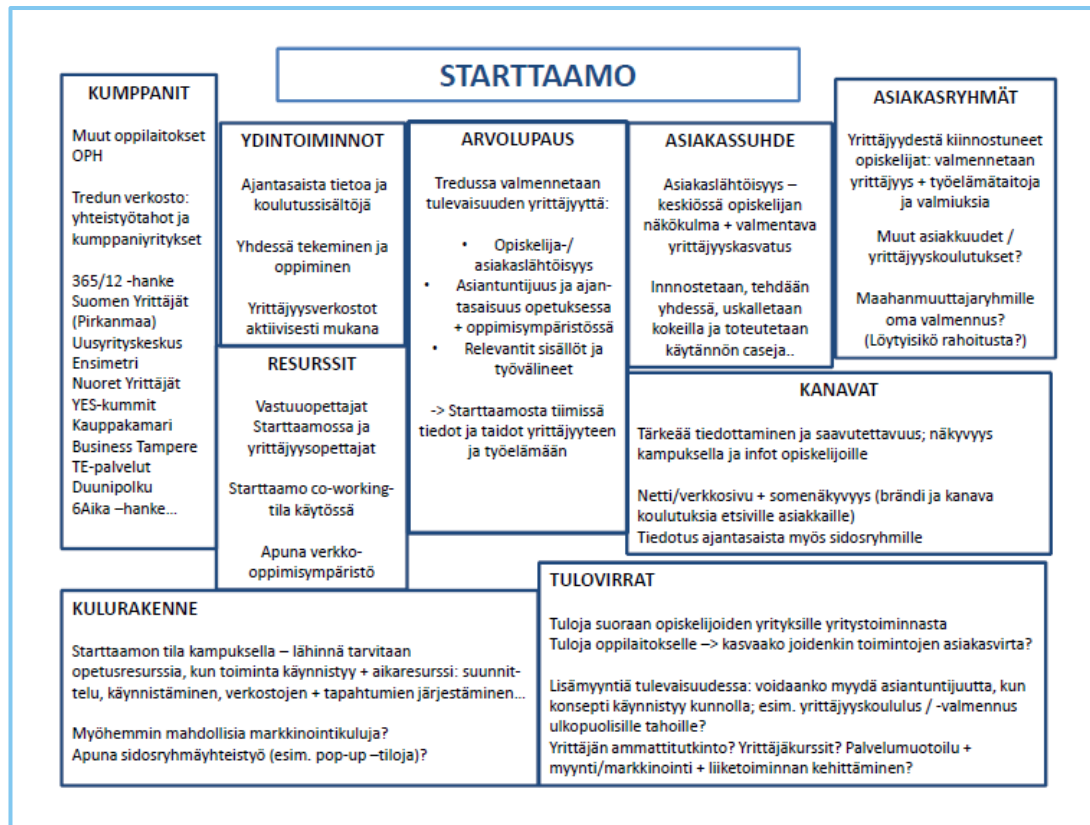 STARTTAAMO
KUMPPANIT
Muut oppilaitokset
OPH
Tredun verkosto:
yhteistyötahot ja
kumppaniyritykset
365/12 -hanke
Suomen Yrittäjät
(Pirkanmaa)
Uusyrityskeskus
Ensimetri
Nuoret Yrittäjät
YES-kummit
Kauppakamari
Business Tampere
TE-palvelut
Duunipolku
6Aika –hanke...
YDINTOIMINNOT
Ajantasaista tietoa ja
koulutussisältöjä
Yhdessä tekeminen ja
oppiminen
Yrittäjyysverkostot
aktiivisesti mukana
RESURSSIT
Vastuuopettajat
Starttaamossa ja
yrittäjyysopettajat
Starttaamo co-working-
tila käytössä
Apuna verkko-
oppimisympäristö
ARVOLUPAUS
Tredussa valmennetaan
tulevaisuuden yrittäjyyttä:
• Opiskelija-/
asiakaslähtöisyys
• Asiantuntijuus ja ajan-
tasaisuus opetuksessa
+ oppimisympäristössä
• Relevantit sisällöt ja
työvälineet
-> Starttaamosta tiimissä
tiedot ja taidot yrittäjyyteen
ja työelämään
ASIAKASSUHDE
Asiakaslähtöisyys –
keskiössä opiskelijan
näkökulma + valmentava
yrittäjyyskasvatus
Innnostetaan, tehdään
yhdessä, uskalletaan
kokeilla ja toteutetaan
käytännön caseja..
ASIAKASRYHMÄT
Yrittäjyydestä kiinnostuneet
opiskelijat: valmennetaan
yrittäjyys + työelämätaitoja
ja valmiuksia
Muut asiakkuudet /
yrittäjyyskoulutukset?
Maahanmuuttajaryhmille
oma valmennus?
(Löytyisikö rahoitusta?)
KANAVAT
Tärkeää tiedottaminen ja saavutettavuus; näkyvyys
kampuksella ja infot opiskelijoille
Netti/verkkosivu + somenäkyvyys (brändi ja kanava
koulutuksia etsiville asiakkaille)
Tiedotus ajantasaista myös sidosryhmille
KULURAKENNE
Starttaamon tila kampuksella – lähinnä tarvitaan
opetusresurssia, kun toiminta käynnistyy + aikaresurssi: suunnit-
telu, käynnistäminen, verkostojen + tapahtumien järjestäminen...
Myöhemmin mahdollisia markkinointikuluja?
Apuna sidosryhmäyhteistyö (esim. pop-up –tiloja)?
TULOVIRRAT
Tuloja suoraan opiskelijoiden yrityksille yritystoiminnasta
Tuloja oppilaitokselle –> kasvaako joidenkin toimintojen asiakasvirta?
Lisämyyntiä tulevaisuudessa: voidaanko myydä asiantuntijuutta, kun
konsepti käynnistyy kunnolla; esim. yrittäjyyskoululus / -valmennus
ulkopuolisille tahoille?
Yrittäjän ammattitutkinto? Yrittäjäkurssit? Palvelumuotoilu +
myynti/markkinointi + liiketoiminnan kehittäminen?